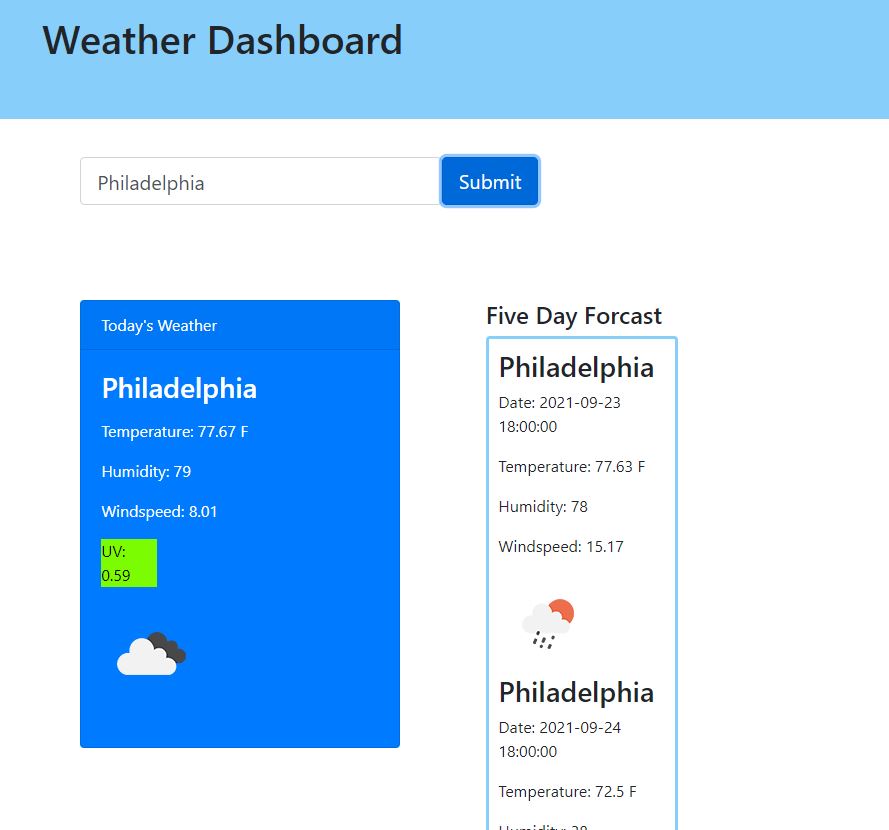 Weather Dashboard
Philadelphia
Submit
Today's Weather
Philadelphia
Temperature: 77.67 F
Humidity: 79
Windspeed: 8.01
UV:
0.59
Five Day Forcast
Philadelphia
Date: 2021-09-23
18:00:00
Temperature: 77.63 F
Humidity: 78
Windspeed: 15.17
Philadelphia
Date: 2021-09-24
18:00:00
Temperature: 72.5 F